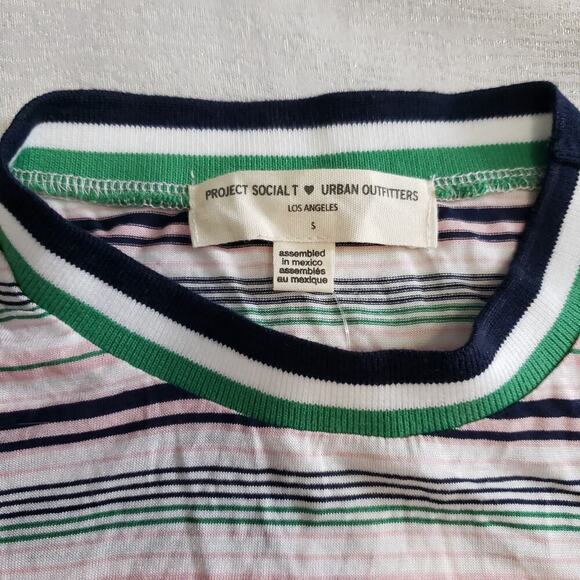 PROJECT SOCIAL T ♥ URBAN OUTFITTERS
LOS ANGELES
S
assembled
in mexico
assemblés
au mexique